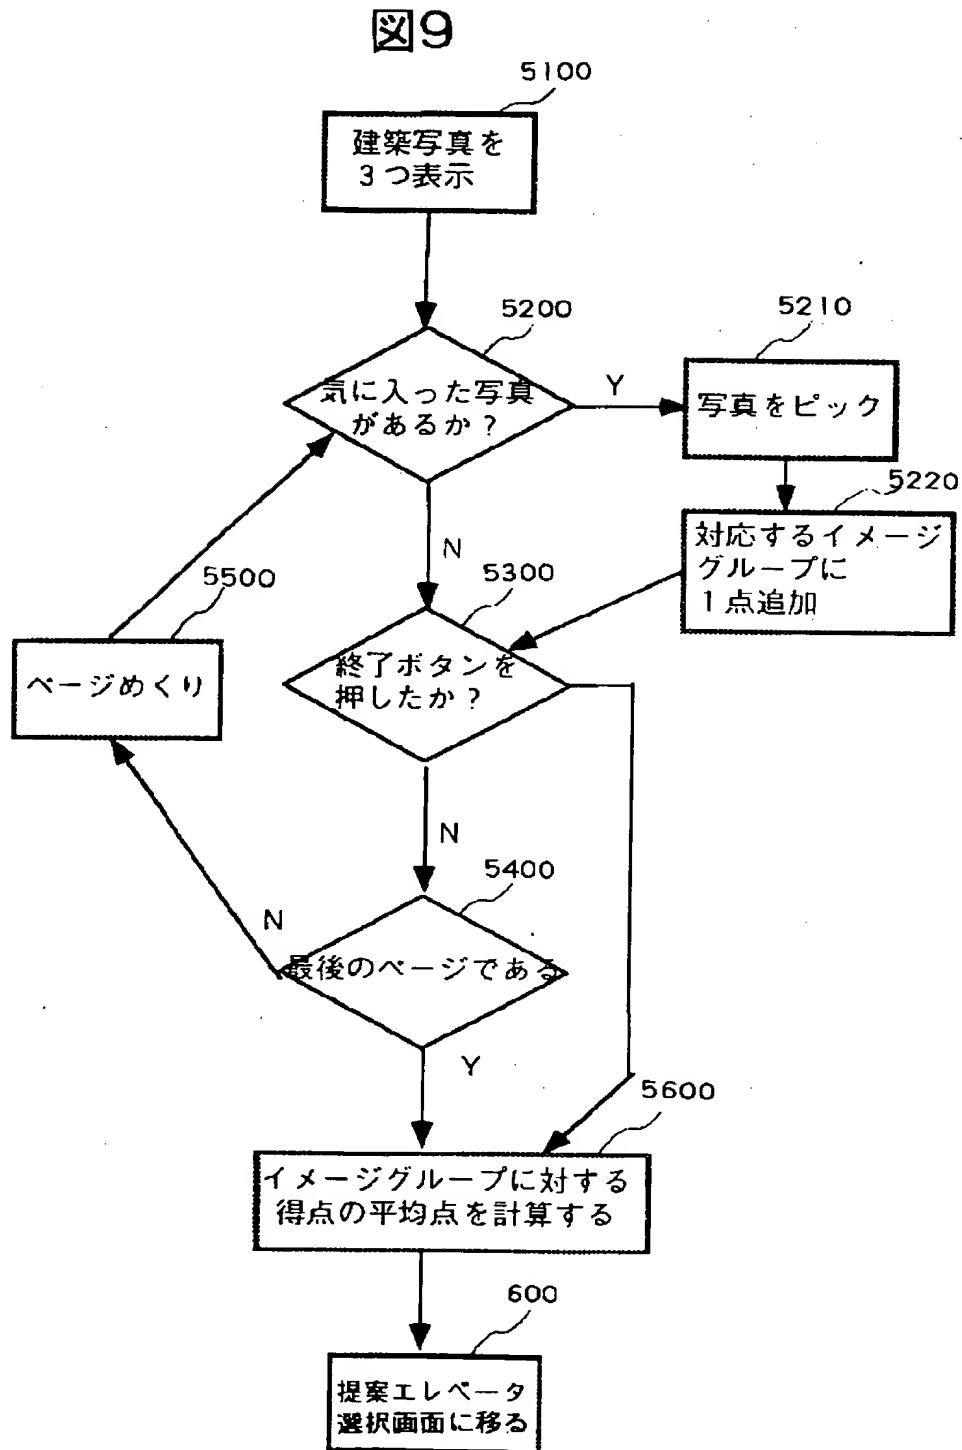 図9
5100
建築写真を
3つ表示
5200
気に入った写真
があるか?
Y
5210
写真をピック
5220
対応するイメージ
グループに
1点追加
N
5300
終了ボタンを
押したか?
5500
ページめくり
N
5400
最後のページである
N
Y
5600
イメージグループに対する
得点の平均点を計算する
600
提案エレベータ
選択画面に移る